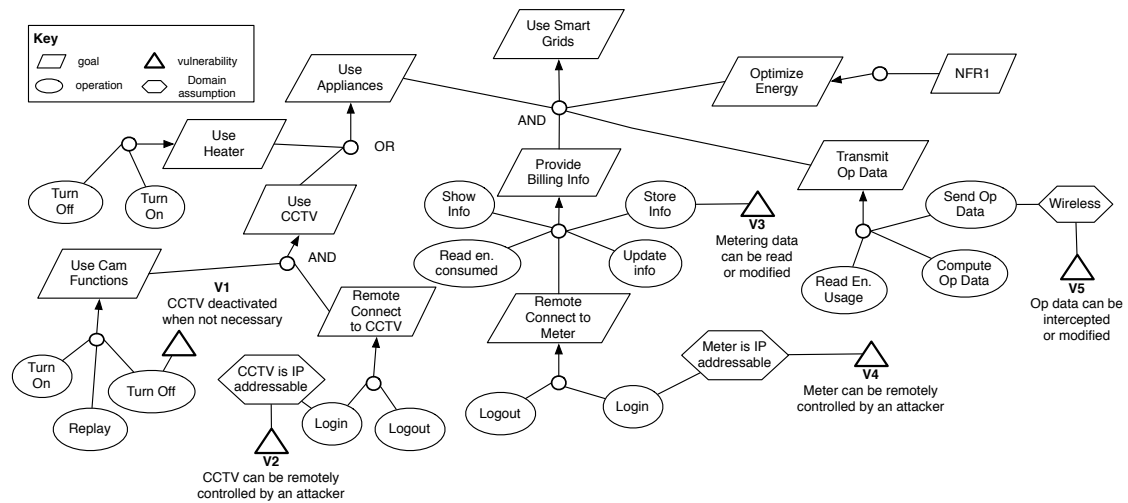 Key
goal
vulnerability
operation
Domain
assumption
Use Smart
Grids
Use
Appliances
Optimize
Energy
NFR1
AND
OR
Use
Heater
Turn
Off
Turn
On
Use
CCTV
Provide
Billing Info
Transmit
Op Data
Show
Info
Store
Info
Read en.
consumed
Update
info
V3
Metering data
can be read
or modified
Send Op
Data
Wireless
Read En.
Usage
Compute
Op Data
V5
Op data can be
intercepted
or modified
Use Cam
Functions
AND
V1
CCTV deactivated
when not necessary
Remote
Connect
to CCTV
Remote
Connect to
Meter
Turn
On
Replay
Turn Off
CCTV is IP
addressable
Login
Logout
V2
CCTV can be remotely
controlled by an attacker
Logout
Login
Meter is IP
addressable
V4
Meter can be remotely
controlled by an attacker